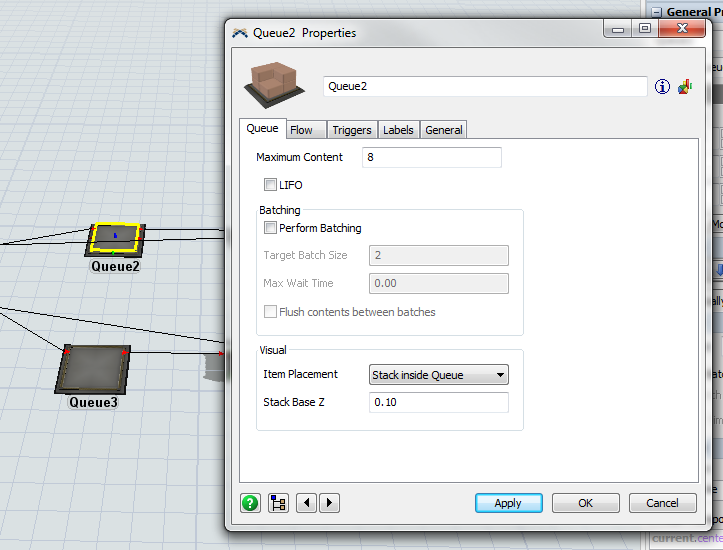 General Pr
Queue2 Properties
Queue2
Queue Flow Triggers Labels General
Maximum Content 8
LIFO
Batching
Perform Batching
Target Batch Size 2
Max Wait Time 0.00
Flush contents between batches
Visual
Item Placement Stack inside Queue
Stack Base Z 0.10
Apply OK Cancel
Queue2
Queue3
current.cente